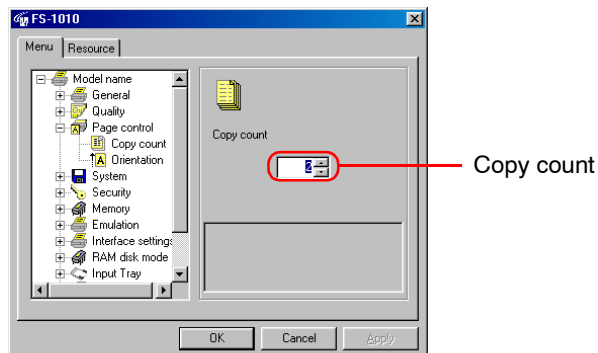 FS-1010
Menu
Resource
Model name
General
Quality
Page control
Copy count
Orientation
System
Security
Memory
Emulation
Interface settings
RAM disk mode
Input Tray
Copy count
2
Copy count
OK
Cancel
Apply